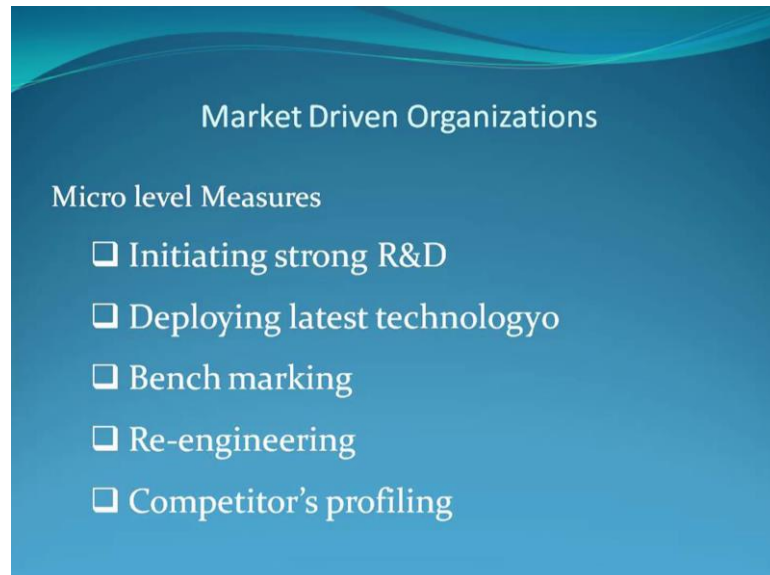 Market Driven Organizations
Micro level Measures
Initiating strong R&D
Deploying latest technologyo
Bench marking
Re-engineering
Competitor’s profiling